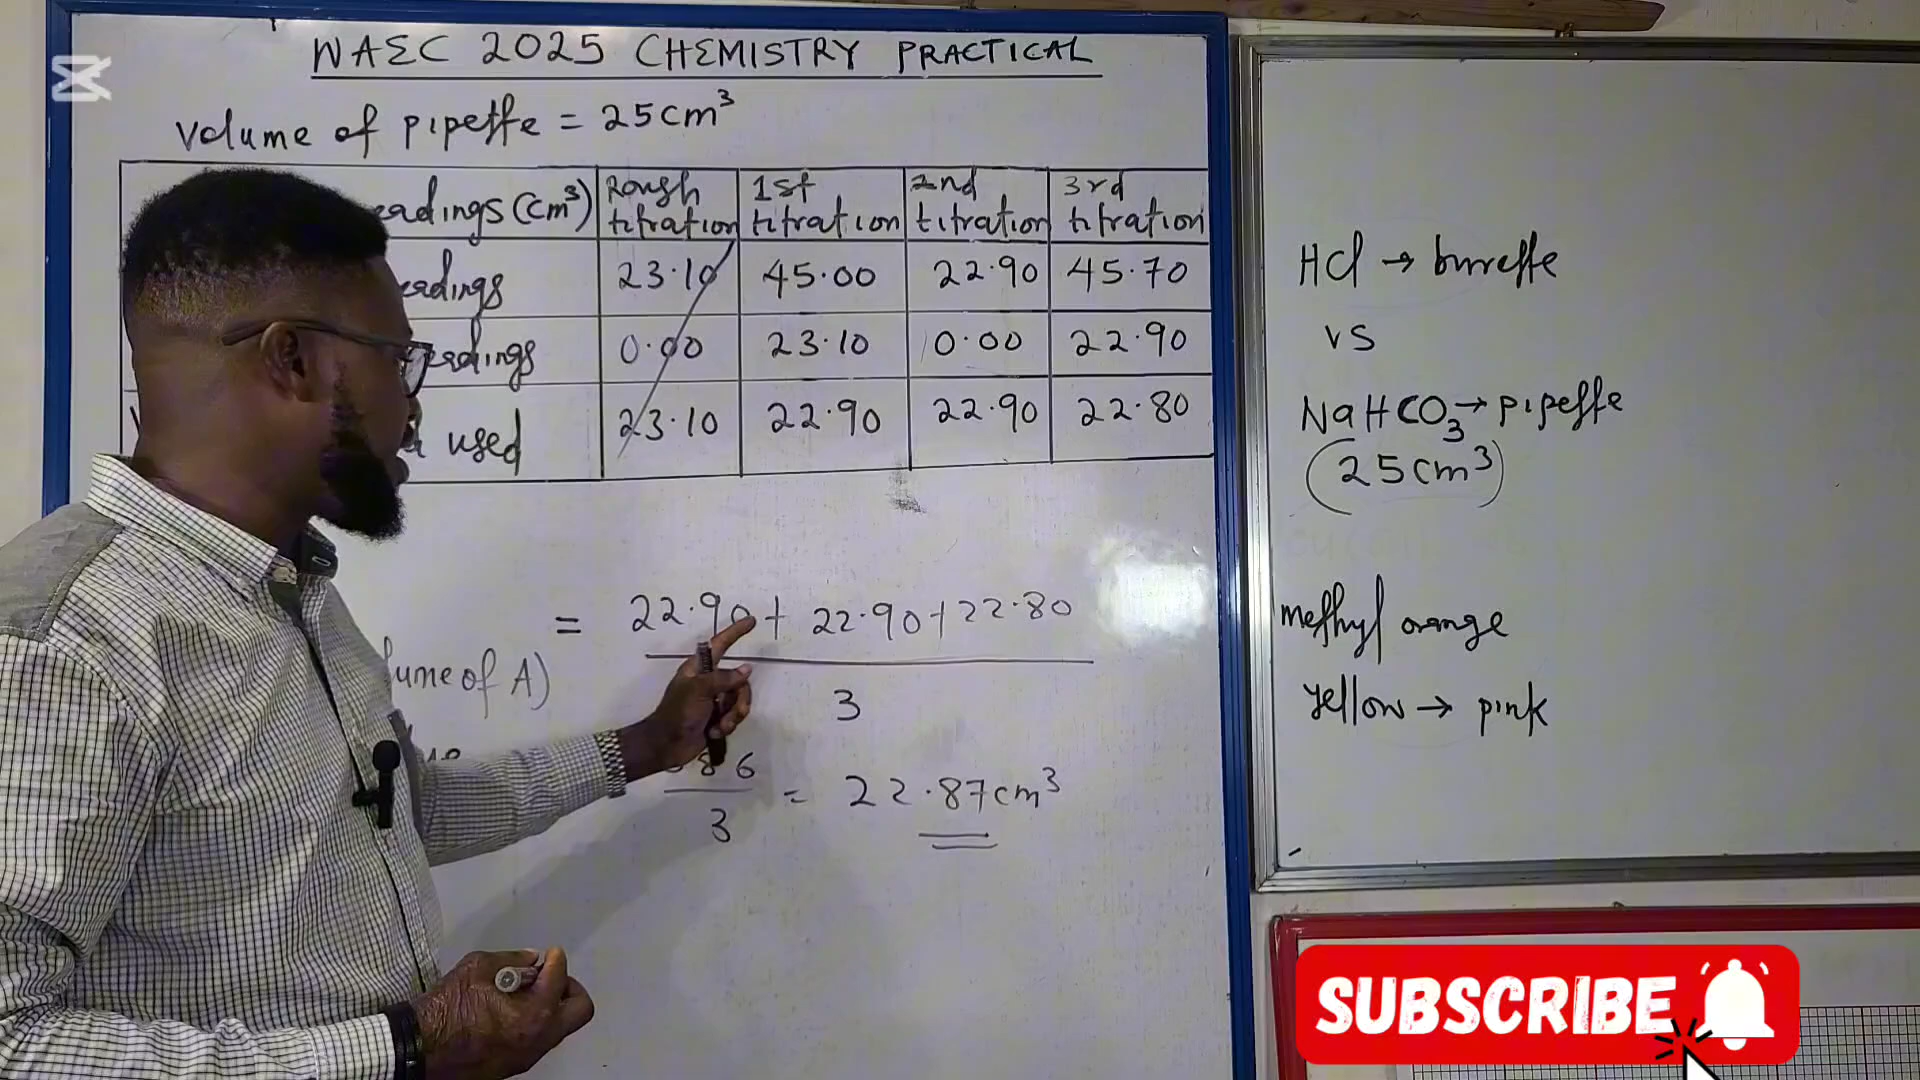 WAEC 2025 CHEMISTRY PRACTICAL
Volume of pipette = 25cm³
eadings (cm³) Rough titration 1st titration 2nd titration 3rd titration
eadings 23.10 45.00 22.90 45.70
eadings 0.00 23.10 0.00 22.90
used 23.10 22.90 22.90 22.80
= 22.90 + 22.90 + 22.80
3
lume of A)
86
3
= 22.87cm³
HCl → burette
vs
NaHCO₃ → pipette
(25cm³)
methyl orange
Yellow → pink
SUBSCRIBE